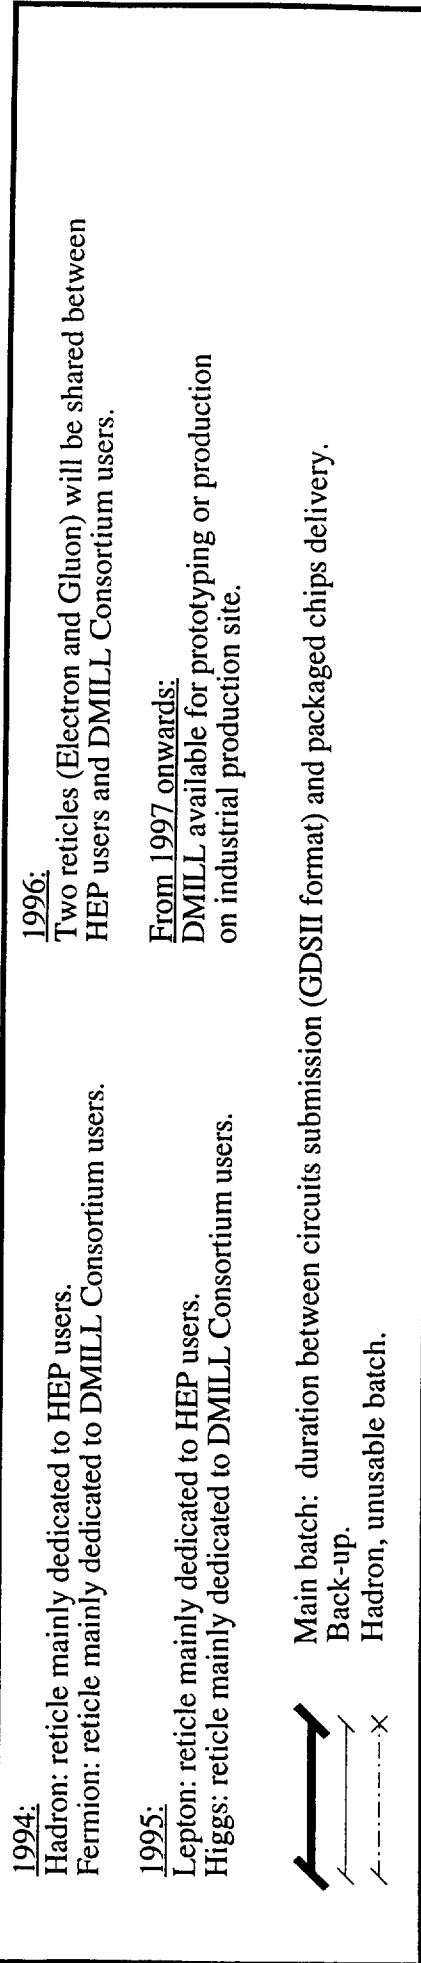 1994:
Hadron: reticle mainly dedicated to HEP users.
Fermion: reticle mainly dedicated to DMILL Consortium users.
1995:
Lepton: reticle mainly dedicated to HEP users.
Higgs: reticle mainly dedicated to DMILL Consortium users.
1996:
Two reticles (Electron and Gluon) will be shared between
HEP users and DMILL Consortium users.
From 1997 onwards:
DMILL available for prototyping or production
on industrial production site.
Main batch: duration between circuits submission (GDSII format) and packaged chips delivery.
Back-up.
Hadron, unusable batch.